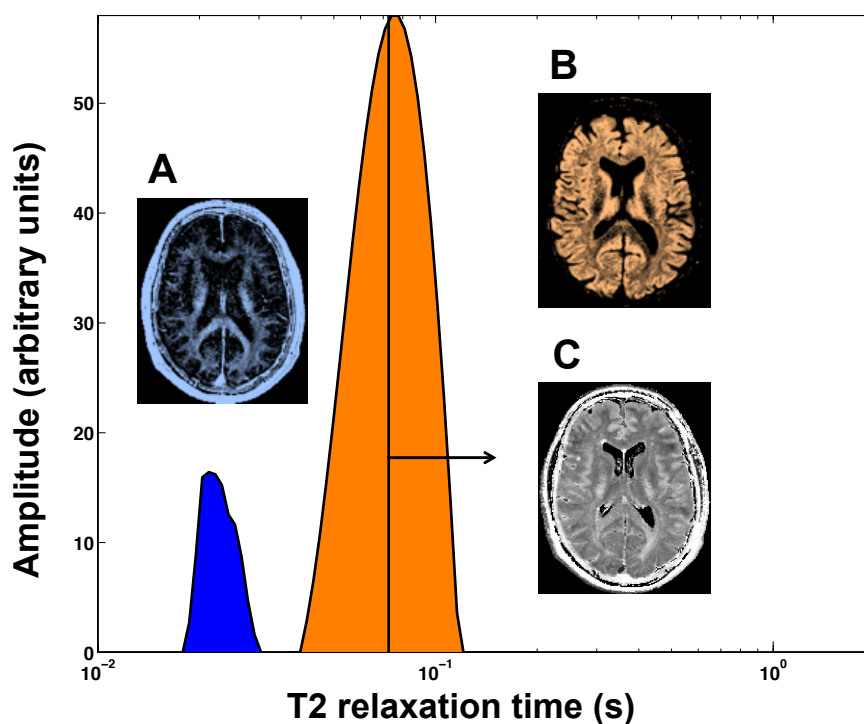 B
A
C
Amplitude (arbitrary units)
50
40
30
20
10
0
10⁻²
10⁻¹
10⁰
T2 relaxation time (s)